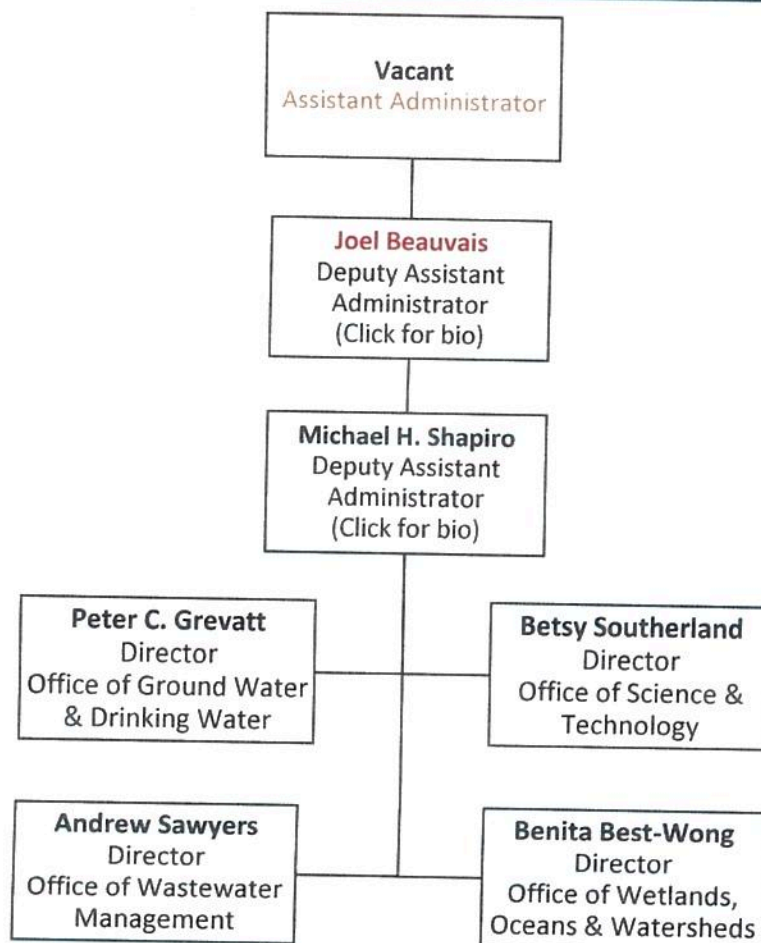 Vacant
Assistant Administrator
Joel Beauvais
Deputy Assistant
Administrator
(Click for bio)
Michael H. Shapiro
Deputy Assistant
Administrator
(Click for bio)
Peter C. Grevatt
Director
Office of Ground Water
& Drinking Water
Betsy Southerland
Director
Office of Science &
Technology
Andrew Sawyers
Director
Office of Wastewater
Management
Benita Best-Wong
Director
Office of Wetlands,
Oceans & Watersheds